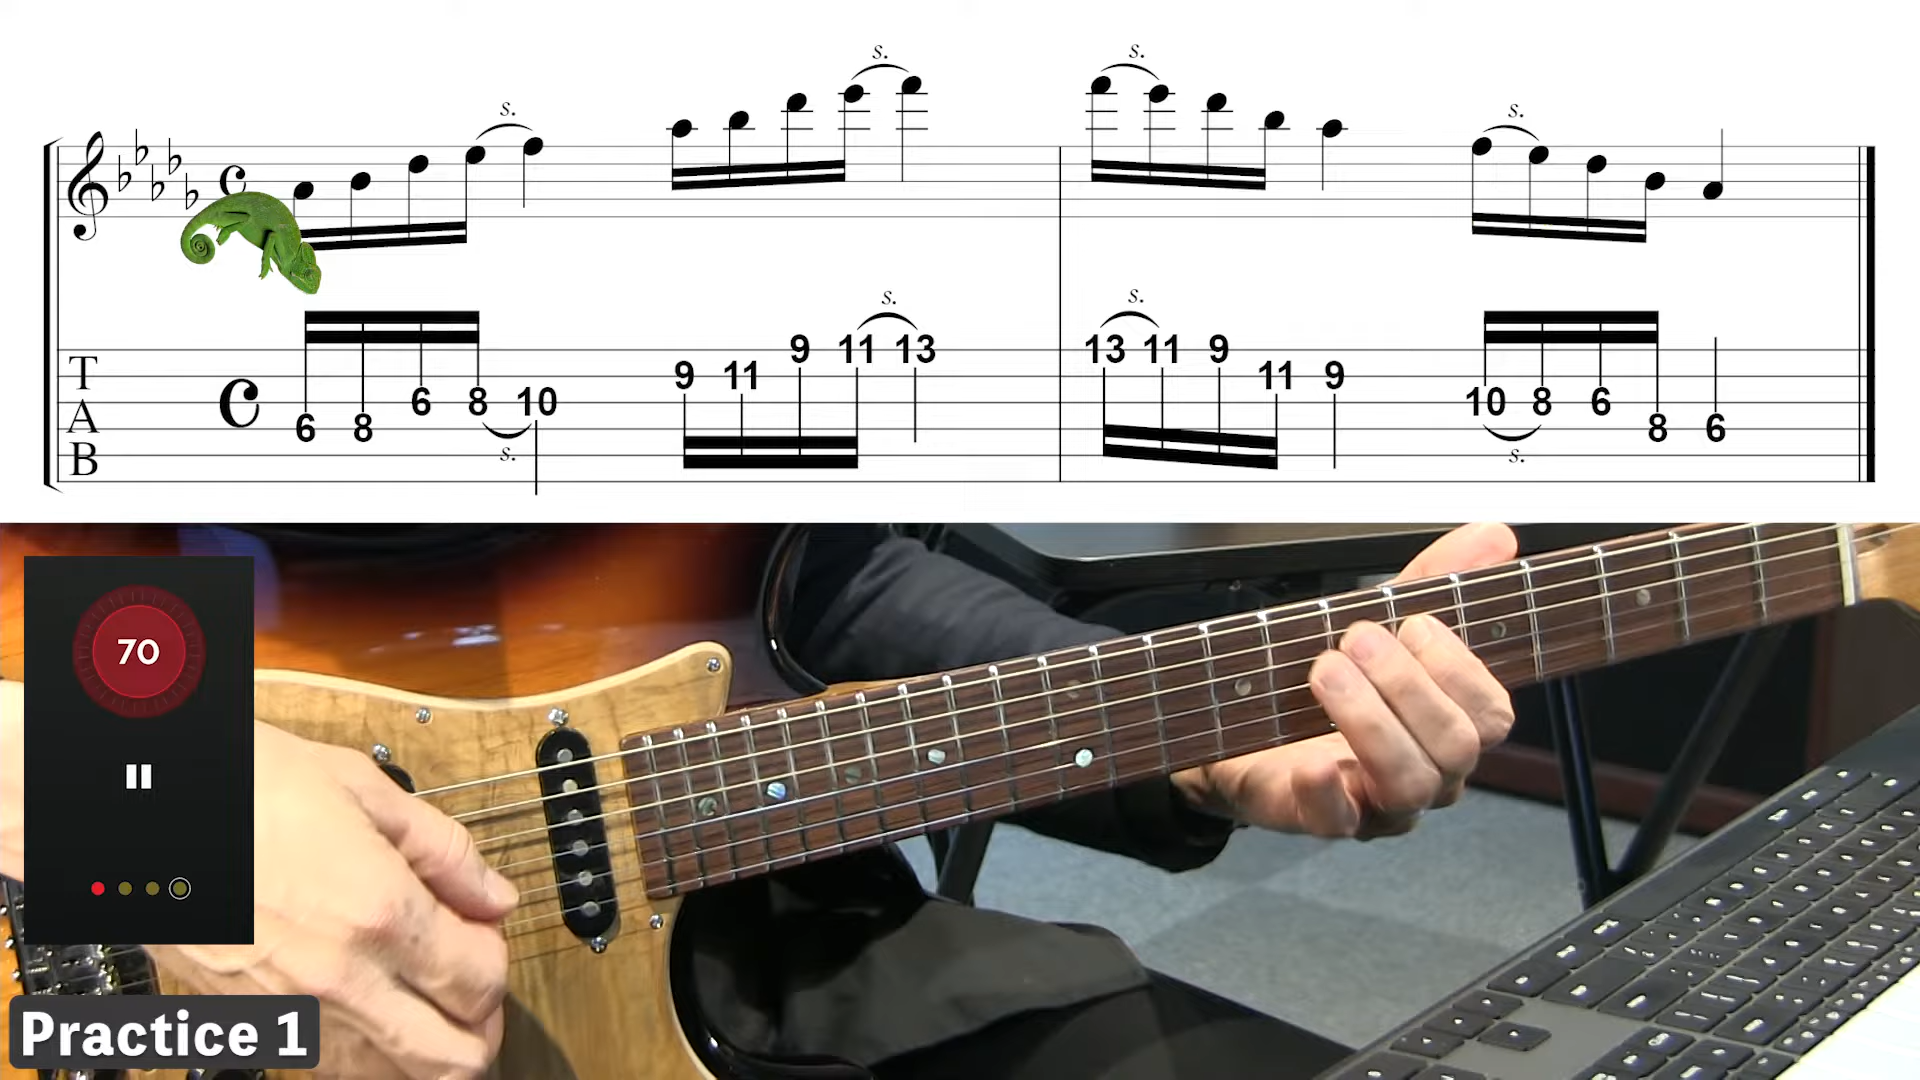 s. s. s. s.
s. s.
T 9 11 13 13 11 9
A 9 11 11 9
B 6 8 10 10 8 6
6 8 8 6
s. s.
70
Practice 1